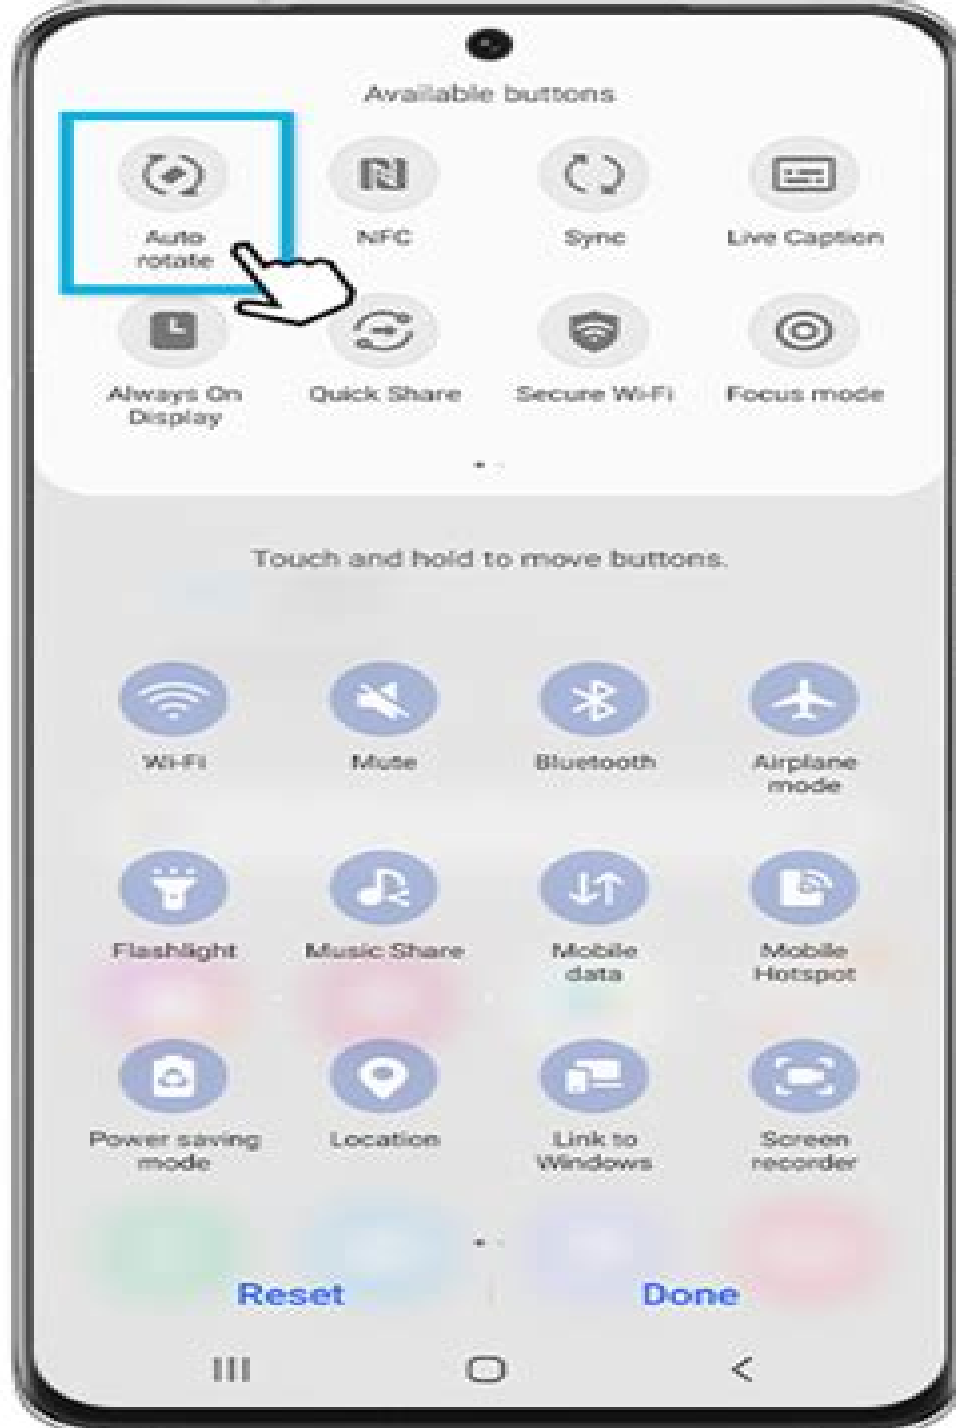 Available buttons
Auto rotate
NFC
Sync
Live Caption
Always On
Display
Quick Share
Secure Wi-Fi
Focus mode
Touch and hold to move buttons.
Wi-Fi
Mute
Bluetooth
Airplane
mode
Flashlight
Music Share
Mobile
data
Mobile
Hotspot
Power saving
mode
Location
Link to
Windows
Screen
recorder
Reset
Done